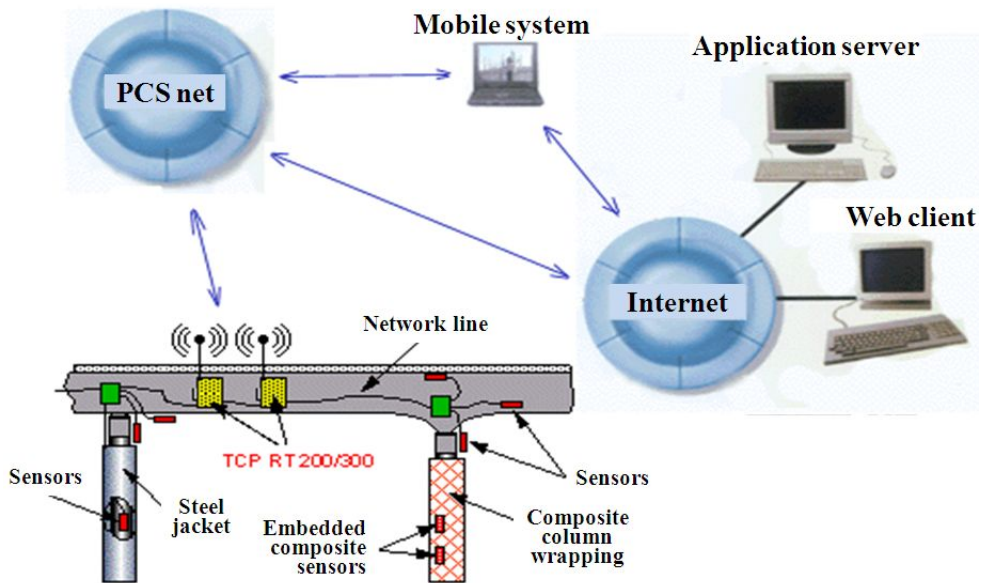 Mobile system
Application server
PCS net
Web client
Internet
Network line
TCP RT200/300
Sensors
Steel
jacket
Embedded
composite
sensors
Composite
column
wrapping
Sensors